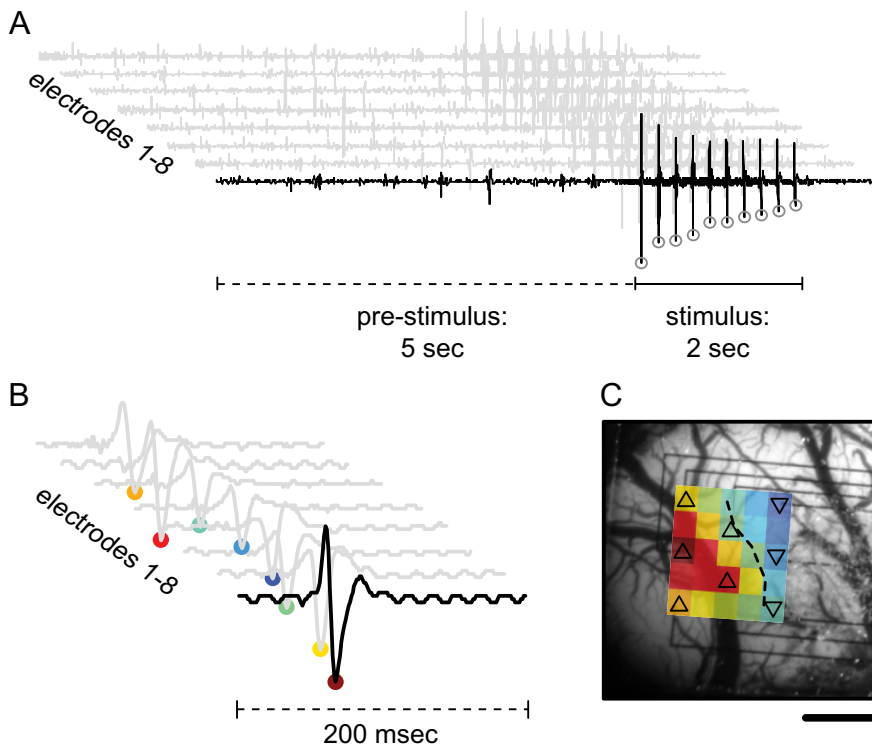 A
electrodes 1-8
pre-stimulus:
5 sec
stimulus:
2 sec
B
electrodes 1-8
200 msec
C